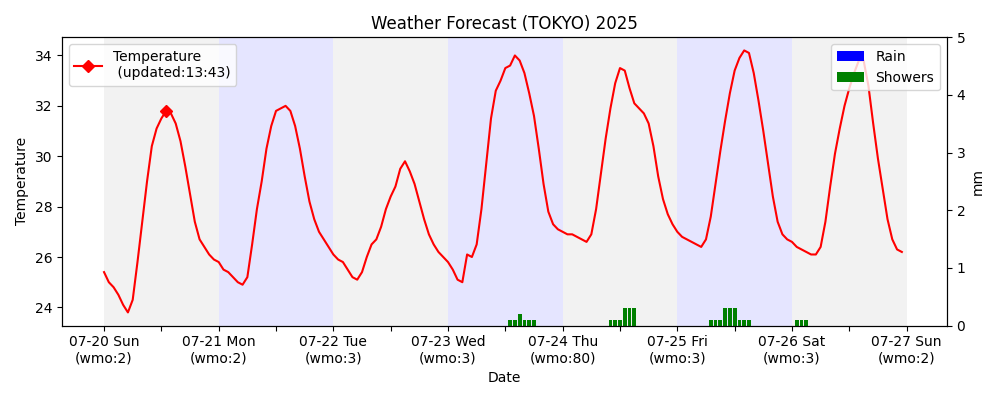 Weather Forecast (TOKYO) 2025
Temperature
(updated:13:43)
Rain
Showers
34
32
30
28
26
24
Temperature
5
4
3
2
1
0
mm
07-20 Sun
(wmo:2)
07-21 Mon
(wmo:2)
07-22 Tue
(wmo:3)
07-23 Wed
(wmo:3)
07-24 Thu
(wmo:80)
07-25 Fri
(wmo:3)
07-26 Sat
(wmo:3)
07-27 Sun
(wmo:2)
Date